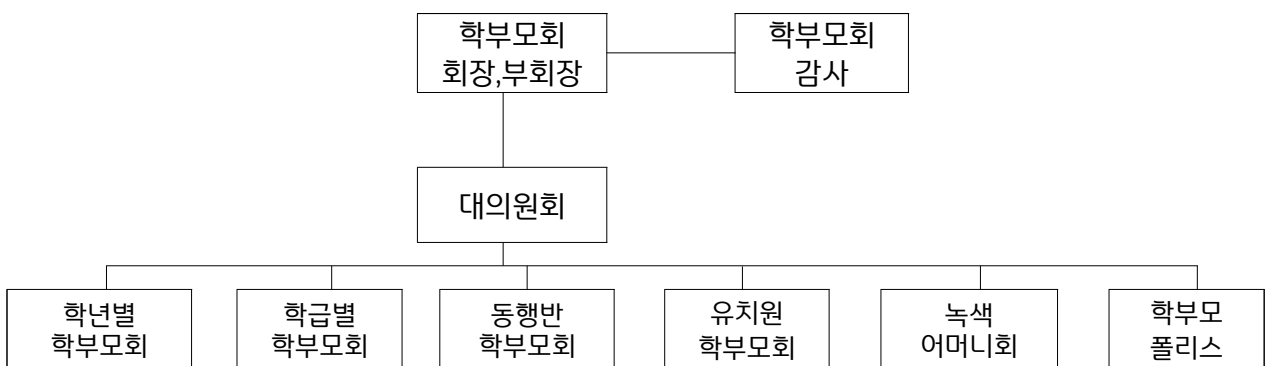 학부모회
회장,부회장
학부모회
감사
대의원회
학년별
학부모회
학급별
학부모회
동행반
학부모회
유치원
학부모회
녹색
어머니회
학부모
폴리스